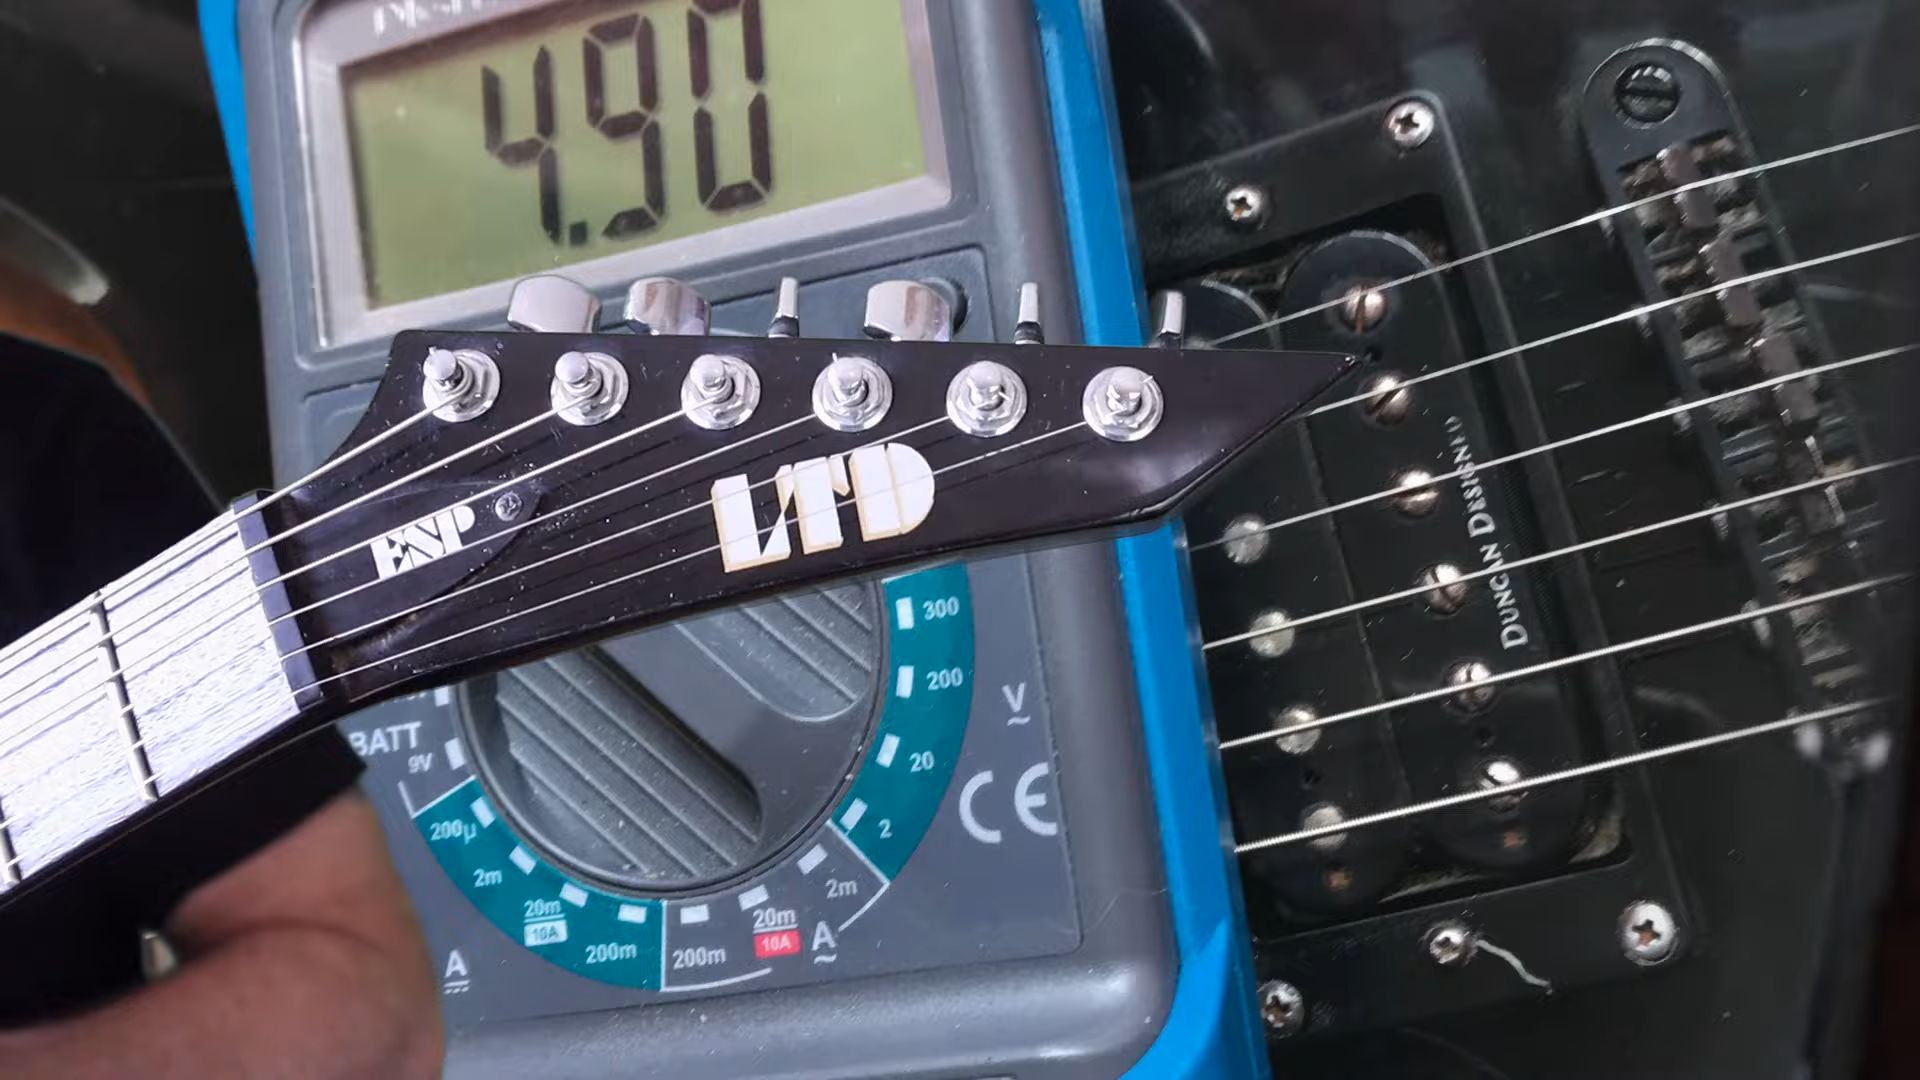 4.90
ESP
LTD
DUNCAN DESIGNED
300
200
20
2
V
BATT
9V
CE
200µ
2m
20m
10A
200m
A
200m
20m
10A
2m
A